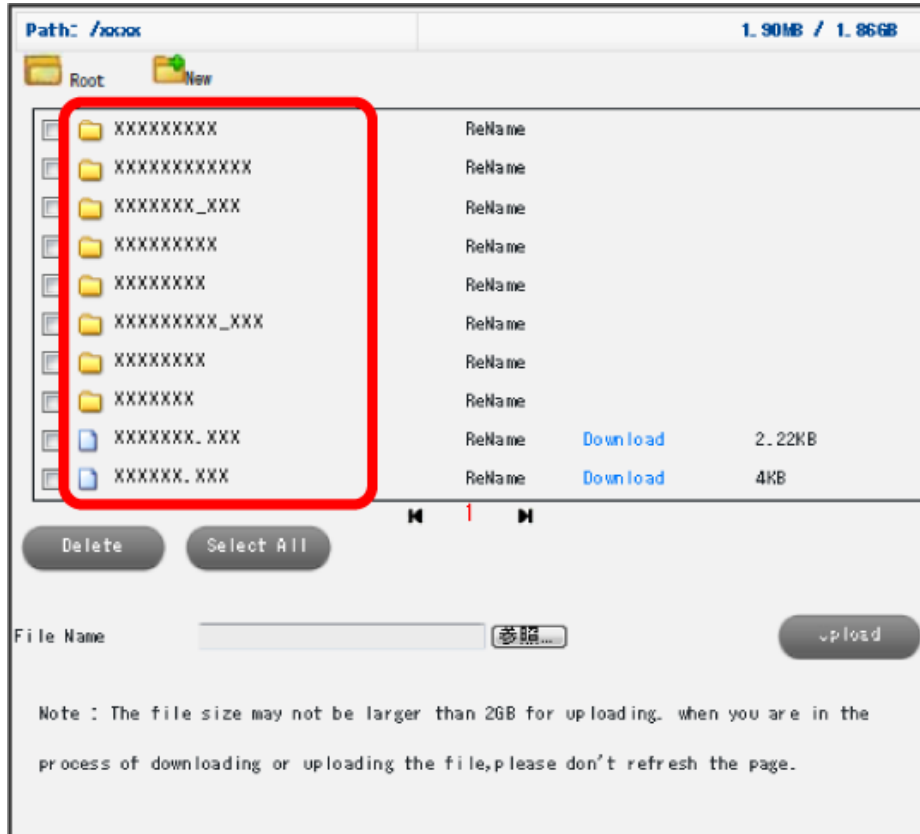 Path: /xxxxx 1.90MB / 1.86GB
Root New
XXXXXXXXX ReName
XXXXXXXXXXXX ReName
XXXXXXX_XXX ReName
XXXXXXXXX ReName
XXXXXXXX ReName
XXXXXXXXX_XXX ReName
XXXXXXXX ReName
XXXXXXX ReName
XXXXXXX.XXX ReName Download 2.22KB
XXXXXX.XXX ReName Download 4KB
1
Delete Select All
File Name 参照... Upload
Note : The file size may not be larger than 2GB for uploading. when you are in the
process of downloading or uploading the file,please don't refresh the page.